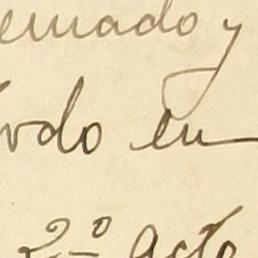 emado y
rdo en
2º acto